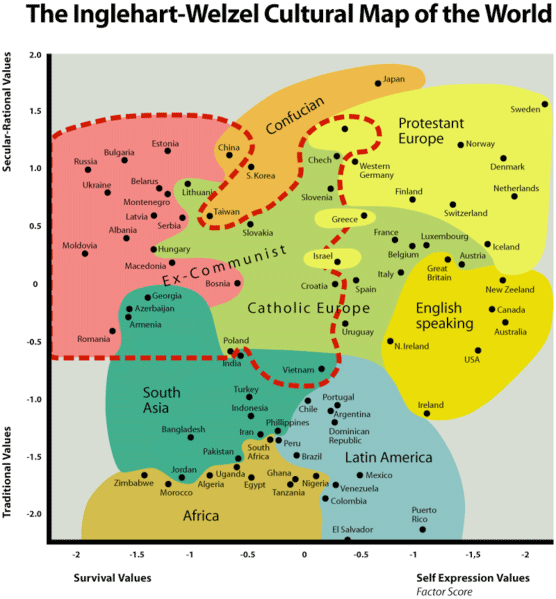 The Inglehart-Welzel Cultural Map of the World
Secular-Rational Values
Traditional Values
2.0
1.5
1.0
0.5
0
-0.5
-1.0
-1.5
-2.0
Japan
Confucian
Sweden
Protestant
Europe
Estonia
Bulgaria
China
Russia
S. Korea
Chech
Western
Germany
Norway
Denmark
Ukraine
Belarus
Lithuania
Montenegro
Slovenia
Finland
Netherlands
Switzerland
Latvia
Serbia
Taiwan
Greece
Albania
Slovakia
France
Luxembourg
Iceland
Moldovia
Hungary
Belgium
Great
Britain
Austria
Macedonia
Ex-Communist
Israel
Italy
Bosnia
Croatia
Spain
New Zeeland
Georgia
Catholic Europe
English
speaking
Azerbaijan
Canada
Armenia
Uruguay
Australia
Romania
Poland
India
N. Ireland
USA
Vietnam
South
Asia
Turkey
Portugal
Indonesia
Chile
Argentina
Ireland
Bangladesh
Iran
Phillippines
Dominican
Republic
South
Africa
Peru
Pakistan
Brazil
Latin America
Jordan
Uganda
Ghana
Mexico
Zimbabwe
Morocco
Algeria
Egypt
Tanzania
Nigeria
Venezuela
Colombia
Africa
Puerto
Rico
El Salvador
-2 -1 -1 -0.5 0 -0.5 -1 -1,5 -2
Survival Values
Self Expression Values
Factor Score